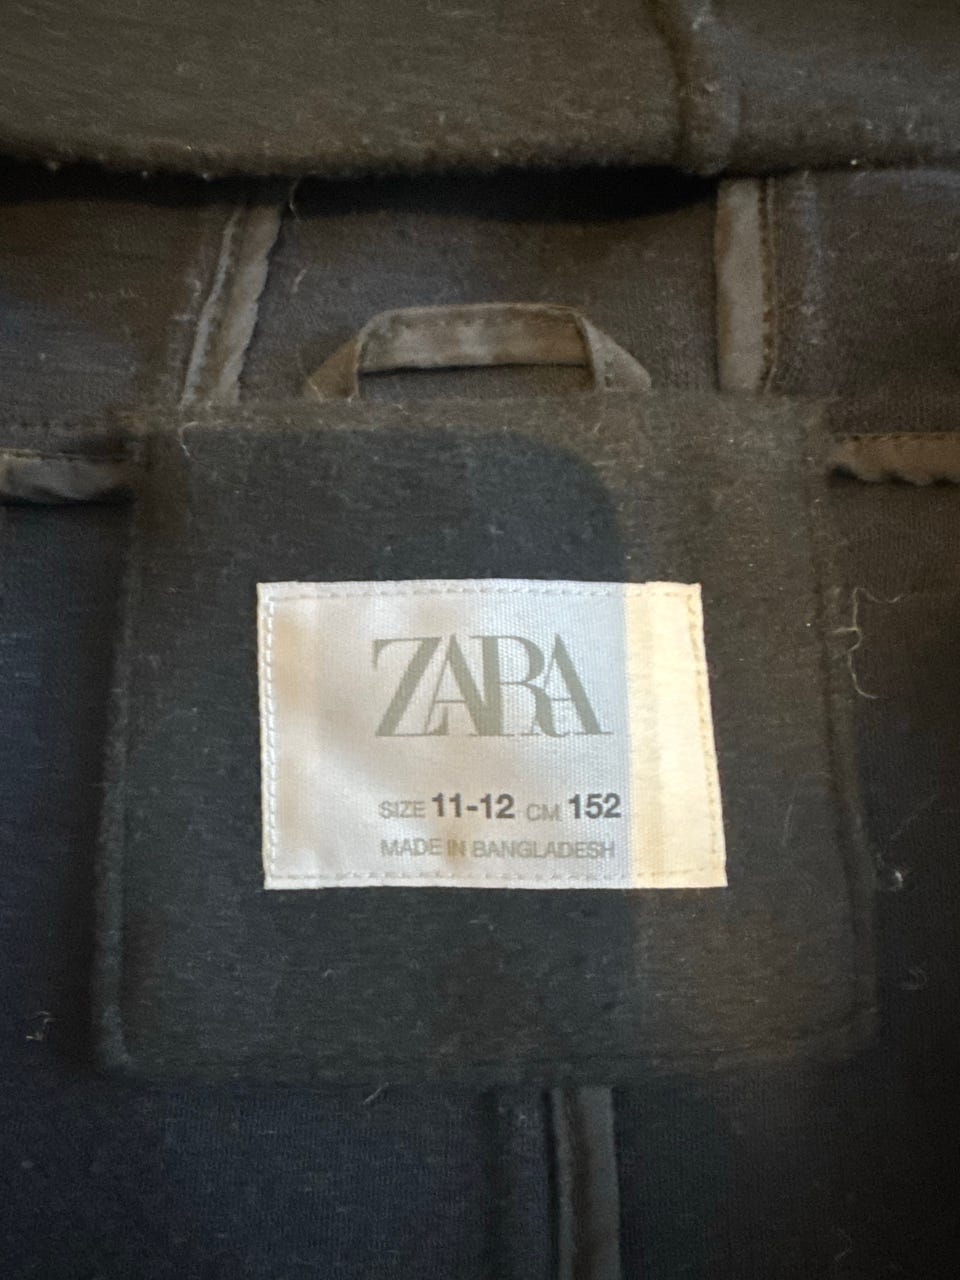 ZARA
SIZE 11-12 CM 152
MADE IN BANGLADESH